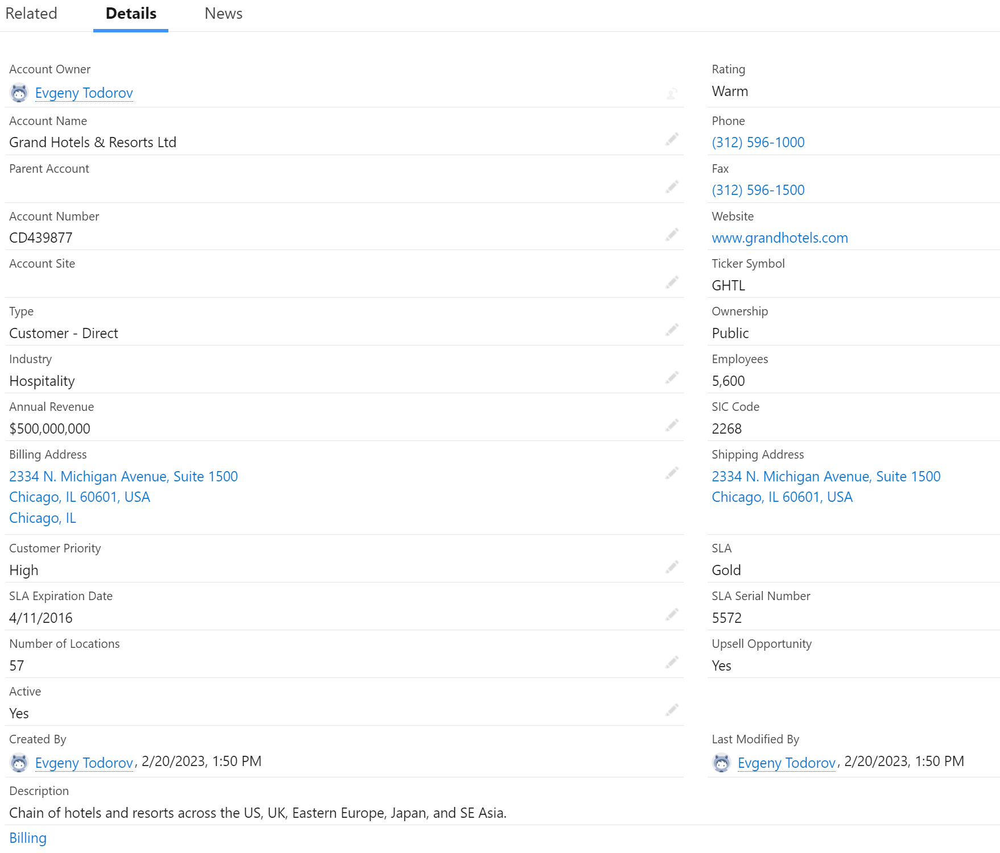 Related Details News
Account Owner
Evgeny Todorov
Rating
Warm
Account Name
Grand Hotels & Resorts Ltd
Phone
(312) 596-1000
Parent Account
Fax
(312) 596-1500
Account Number
CD439877
Website
www.grandhotels.com
Account Site
Ticker Symbol
GHTL
Type
Customer - Direct
Ownership
Public
Industry
Hospitality
Employees
5,600
Annual Revenue
$500,000,000
SIC Code
2268
Billing Address
2334 N. Michigan Avenue, Suite 1500
Chicago, IL 60601, USA
Chicago, IL
Shipping Address
2334 N. Michigan Avenue, Suite 1500
Chicago, IL 60601, USA
Customer Priority
High
SLA
Gold
SLA Expiration Date
4/11/2016
SLA Serial Number
5572
Number of Locations
57
Upsell Opportunity
Yes
Active
Yes
Created By
Evgeny Todorov, 2/20/2023, 1:50 PM
Last Modified By
Evgeny Todorov, 2/20/2023, 1:50 PM
Description
Chain of hotels and resorts across the US, UK, Eastern Europe, Japan, and SE Asia.
Billing